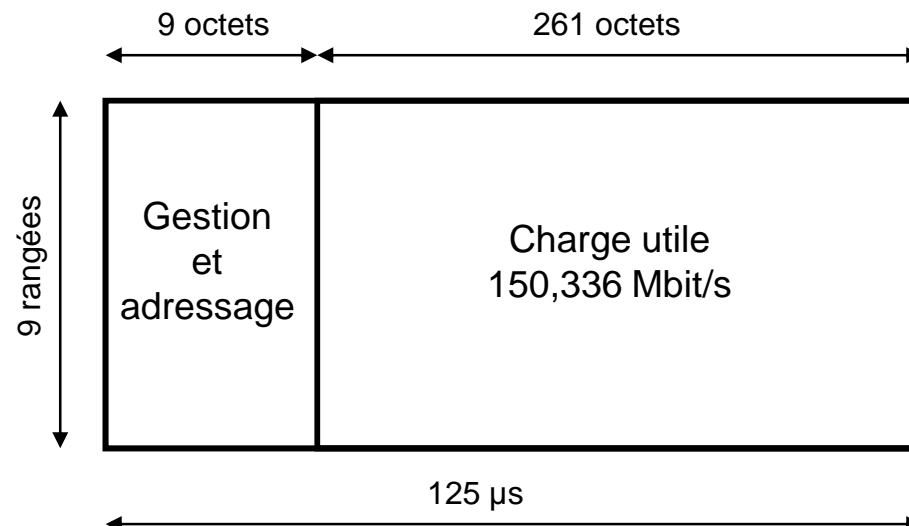 9 octets
261 octets
9 rangées
Gestion
et
adressage
Charge utile
150,336 Mbit/s
125 µs